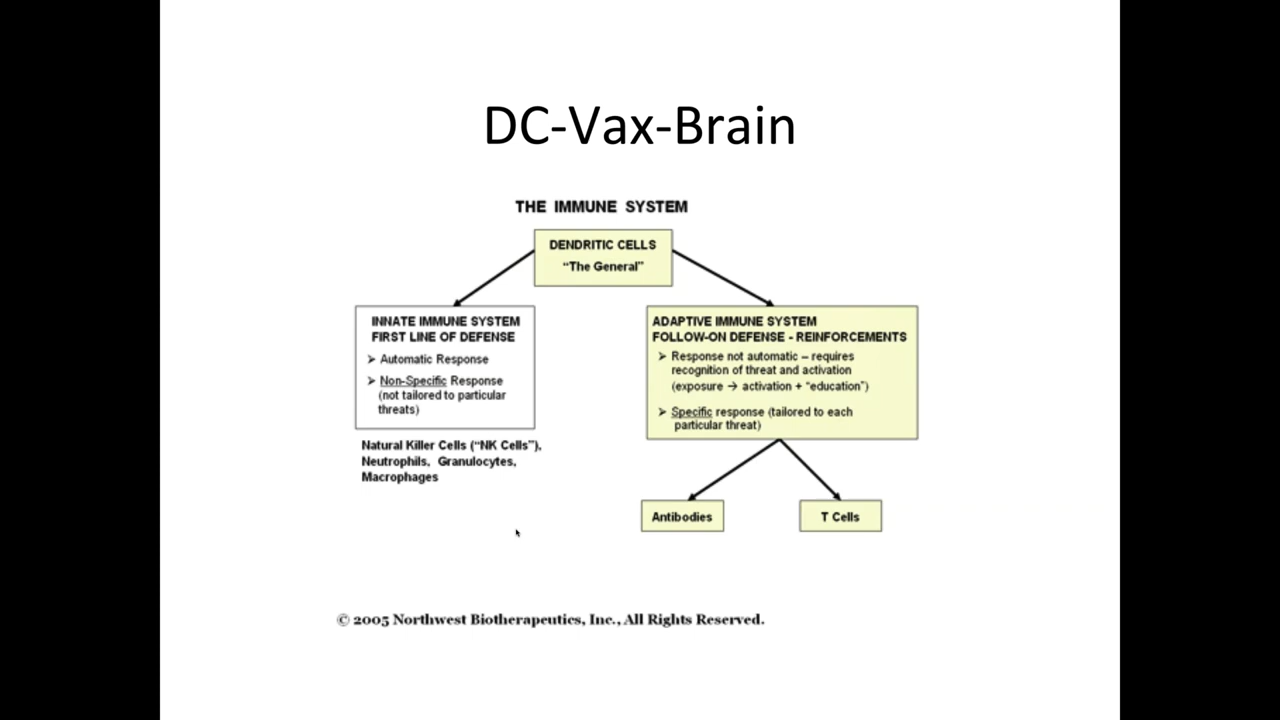 DC-Vax-Brain
THE IMMUNE SYSTEM
DENDRITIC CELLS
“The General”
INNATE IMMUNE SYSTEM
FIRST LINE OF DEFENSE
➢ Automatic Response
➢ Non-Specific Response
(not tailored to particular
threats)
Natural Killer Cells (“NK Cells”),
Neutrophils, Granulocytes,
Macrophages
ADAPTIVE IMMUNE SYSTEM
FOLLOW-ON DEFENSE - REINFORCEMENTS
➢ Response not automatic – requires
recognition of threat and activation
(exposure → activation + “education”)
➢ Specific response (tailored to each
particular threat)
Antibodies
T Cells
© 2005 Northwest Biotherapeutics, Inc., All Rights Reserved.